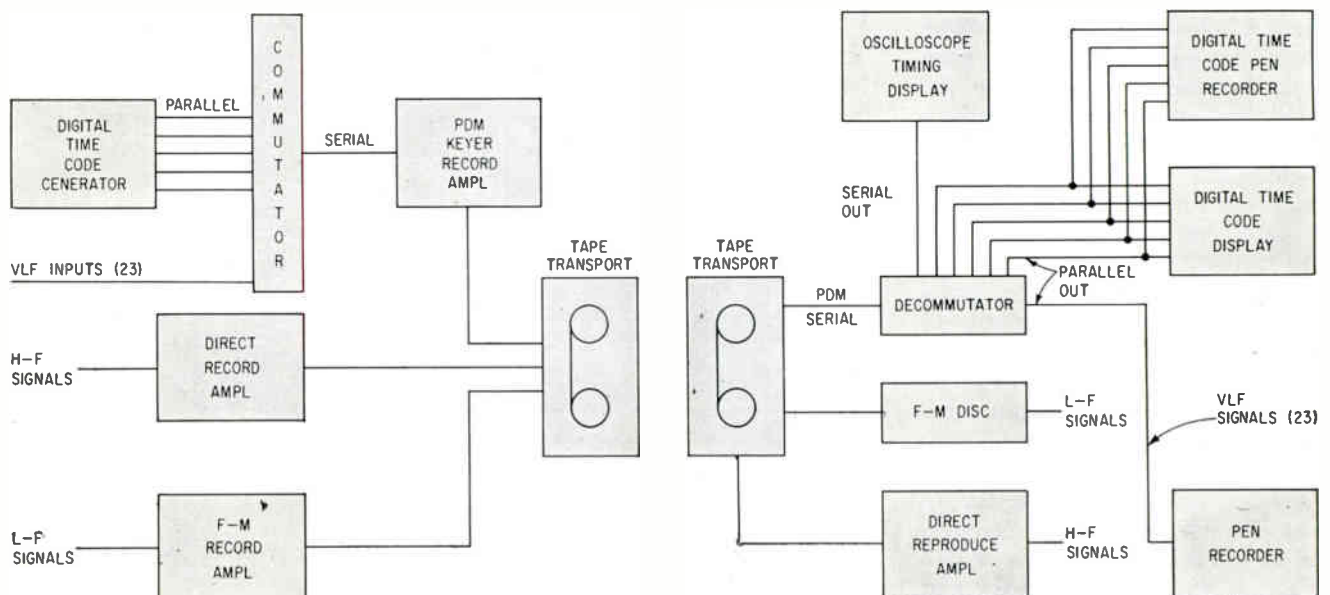 DIGITAL
TIME
CODE
CENERATOR
PARALLEL
COMMUTATOR
SERIAL
PDM
KEYER
RECORD
AMPL
VLF INPUTS (23)
H-F
SIGNALS
DIRECT
RECORD
AMPL
TAPE
TRANSPORT
L-F
SIGNALS
F-M
RECORD
AMPL
OSCILLOSCOPE
TIMING
DISPLAY
DIGITAL TIME
CODE PEN
RECORDER
SERIAL
OUT
DIGITAL TIME
CODE
DISPLAY
TAPE
TRANSPORT
PDM
SERIAL
DECOMMUTATOR
PARALLEL
OUT
F-M DISC
L-F
SIGNALS
VLF
SIGNALS (23)
DIRECT
REPRODUCE
AMPL
H-F
SIGNALS
PEN
RECORDER